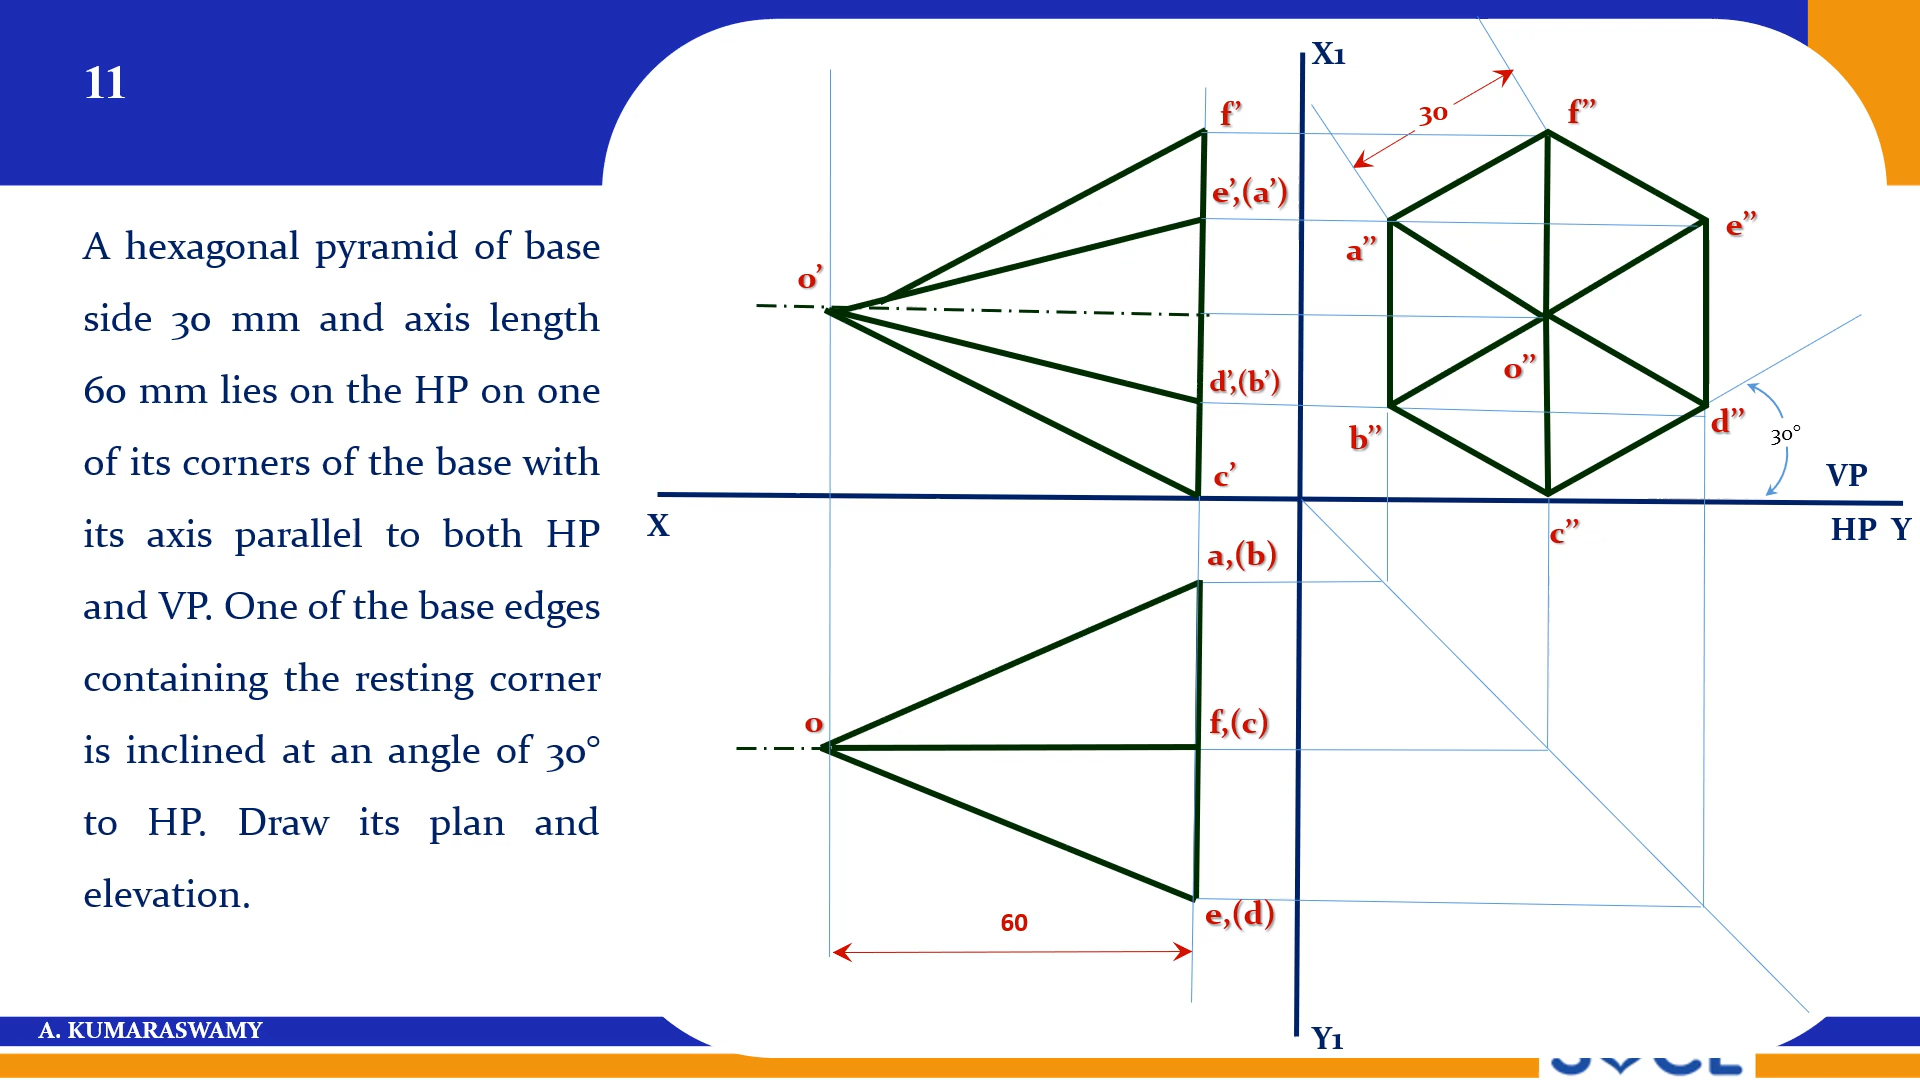 11
A hexagonal pyramid of base
side 30 mm and axis length
60 mm lies on the HP on one
of its corners of the base with
its axis parallel to both HP
and VP. One of the base edges
containing the resting corner
is inclined at an angle of 30°
to HP. Draw its plan and
elevation.
X1
30
f’
f”
e’,(a’)
e”
a”
o’
o”
d’,(b’)
d”
b”
30°
c’
VP
X
c”
HP Y
a,(b)
o
f,(c)
e,(d)
60
Y1
A. KUMARASWAMY